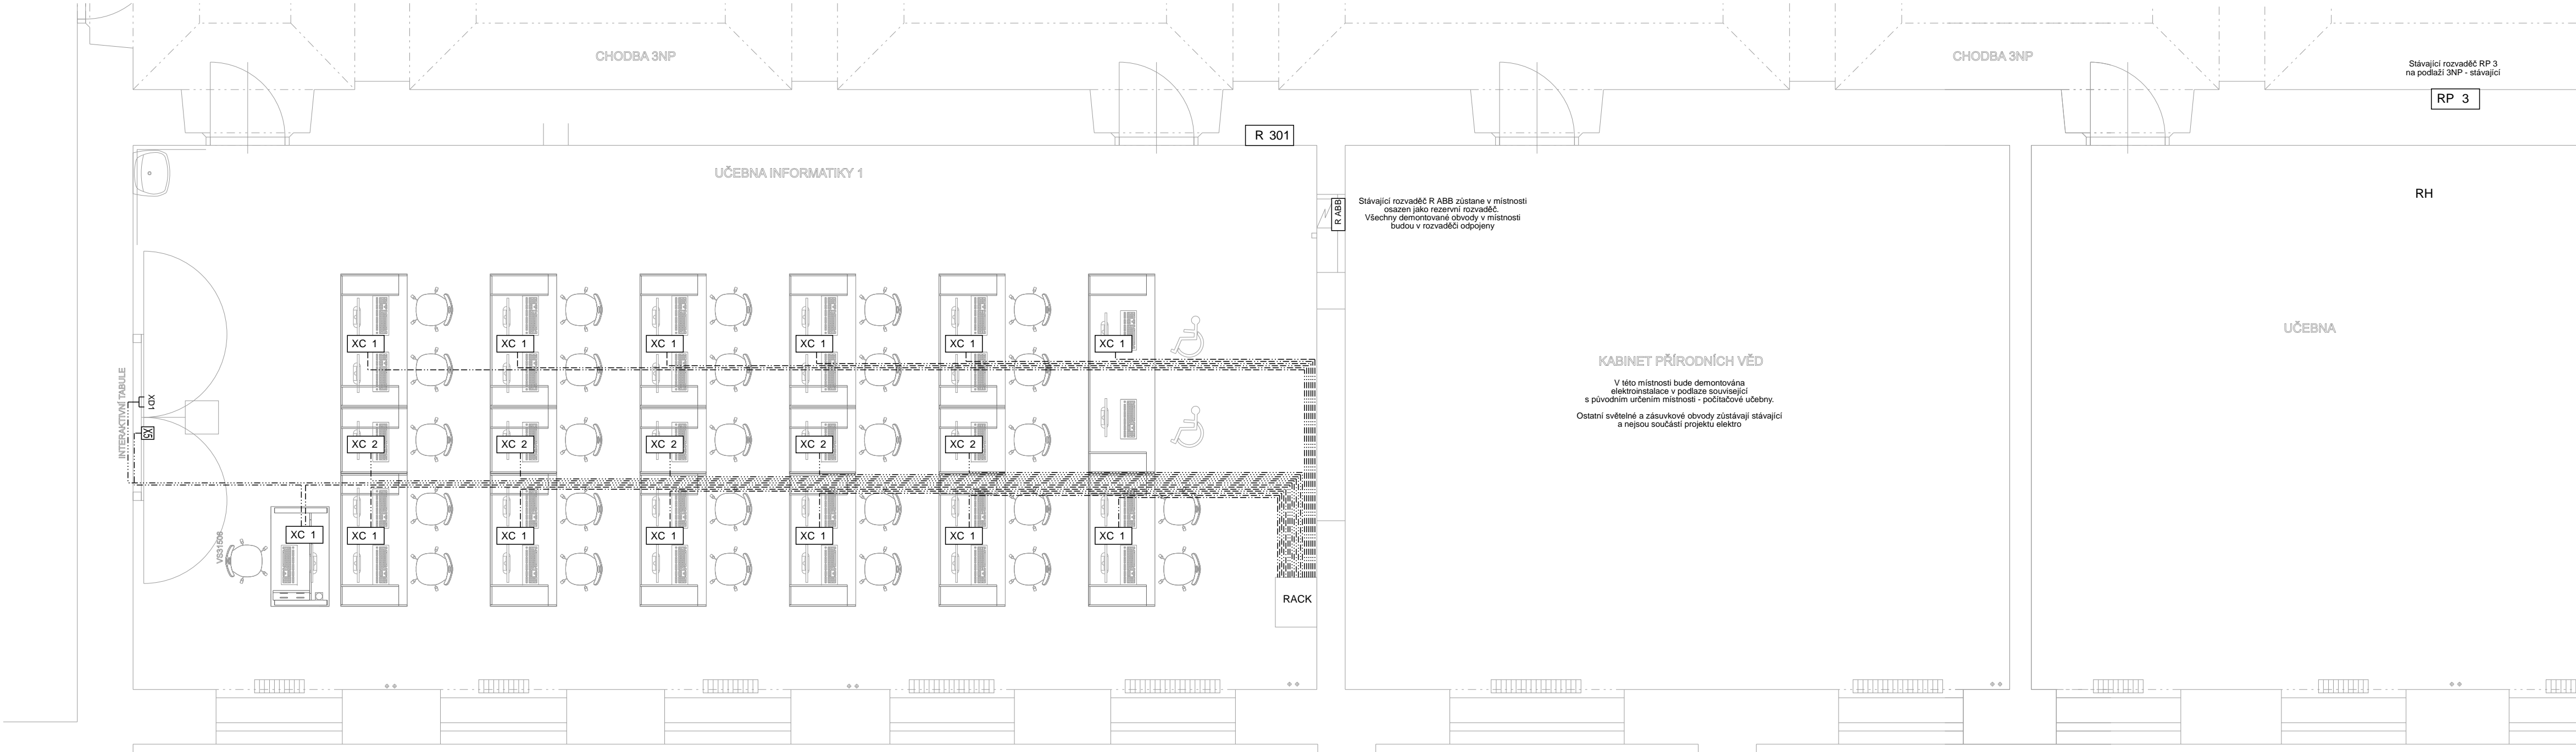 CHODBA 3NP
CHODBA 3NP
Stávající rozvaděč RP 3
na podlaží 3NP - stávající
RP 3
R 301
UČEBNA INFORMATIKY 1
R ABB
Stávající rozvaděč R ABB zůstane v místnosti
osazen jako rezervní rozvaděč.
Všechny demontované obvody v místnosti
budou v rozvaděči odpojeny
RH
UČEBNA
KABINET PŘÍRODNÍCH VĚD
V této místnosti bude demontována
elektroinstalace v podlaze související
s původním určením místnosti - počítačové učebny.
Ostatní světelné a zásuvkové obvody zůstávají stávající
a nejsou součástí projektu elektro
XC 1
XC 1
XC 1
XC 1
XC 1
XC 1
INTERAKTIVNÍ TABULE
XD1
X5
XC 2
XC 2
XC 2
XC 2
XC 2
VS31508
XC 1
XC 1
XC 1
XC 1
XC 1
XC 1
XC 1
RACK